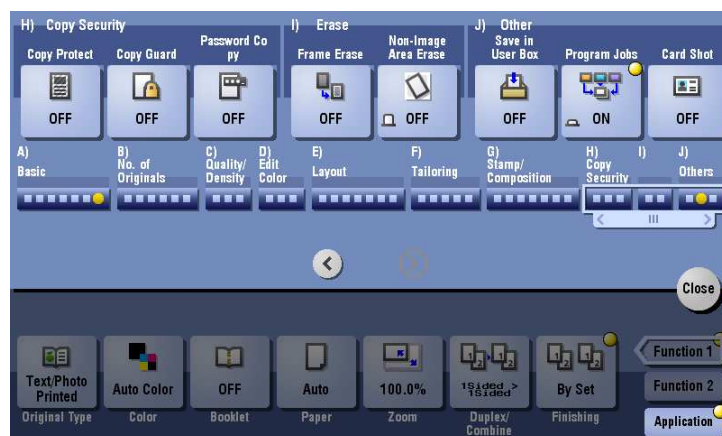 H) Copy Security
I) Erase
J) Other
Copy Protect
Copy Guard
Password Co
py
Frame Erase
Non-Image
Area Erase
Save in
User Box
Program Jobs
Card Shot
OFF
OFF
OFF
OFF
OFF
OFF
ON
OFF
A)
Basic
B)
No. of
Originals
C)
Quality/
Density
D)
Edit
Color
E)
Layout
F)
Tailoring
G)
Stamp/
Composition
H)
Copy
Security
I)
J)
Others
Close
Text/Photo
Printed
Auto Color
OFF
Auto
100.0%
1Sided >
1Sided
By Set
Original Type
Color
Booklet
Paper
Zoom
Duplex/
Combine
Finishing
Function 1
Function 2
Application